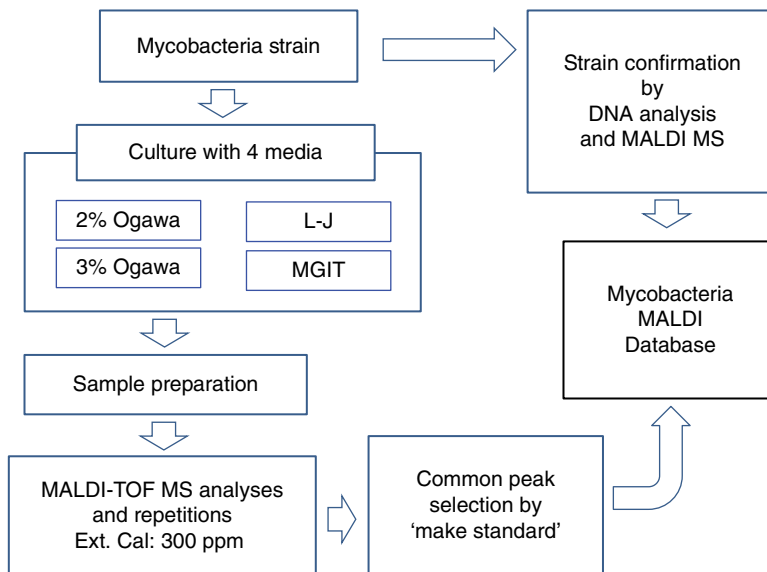 Mycobacteria strain
Culture with 4 media
2% Ogawa
L-J
3% Ogawa
MGIT
Sample preparation
MALDI-TOF MS analyses
and repetitions
Ext. Cal: 300 ppm
Common peak
selection by
‘make standard’
Strain confirmation
by
DNA analysis
and MALDI MS
Mycobacteria
MALDI
Database